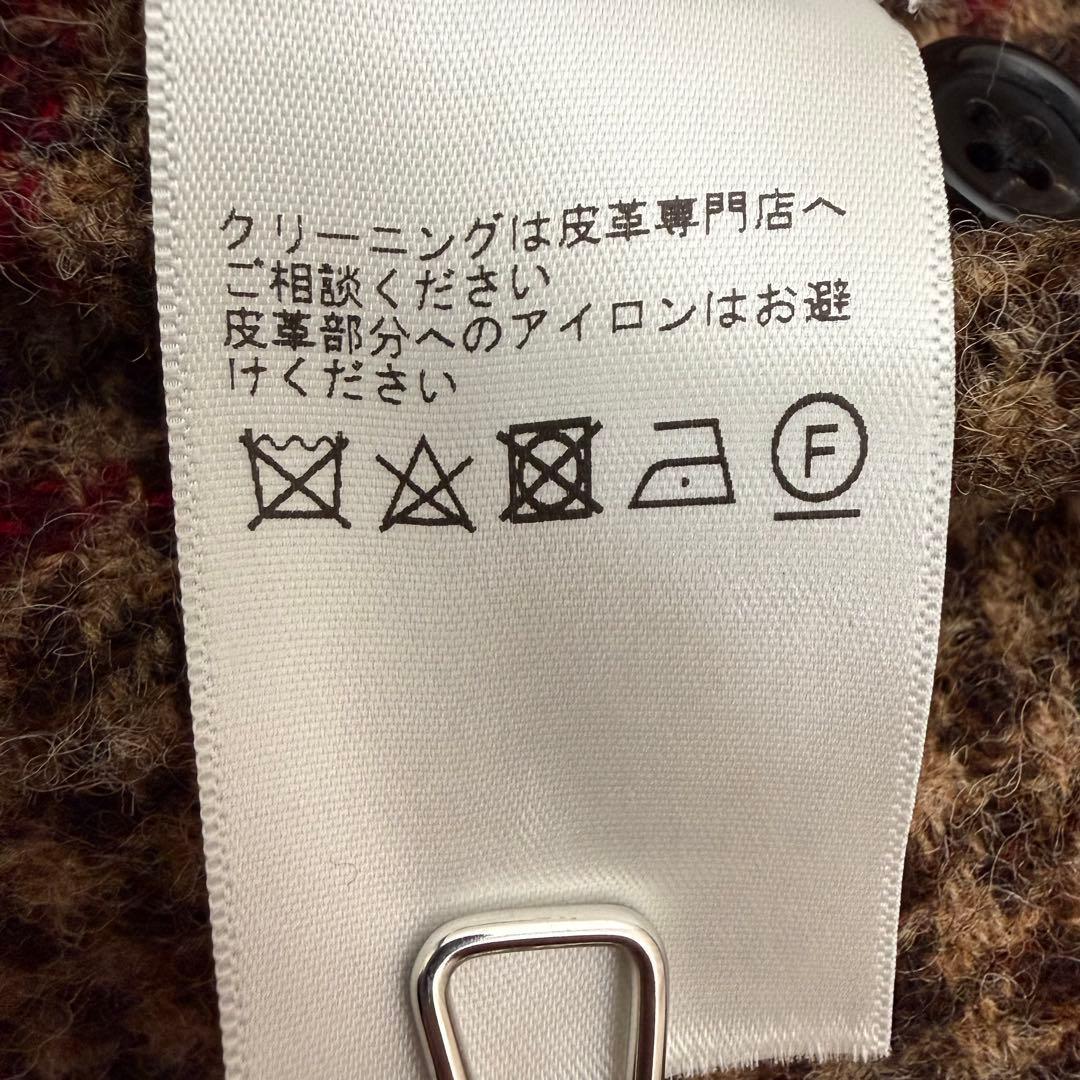 クリーニングは皮革専門店へ
ご相談ください
皮革部分へのアイロンはお避
けください
F